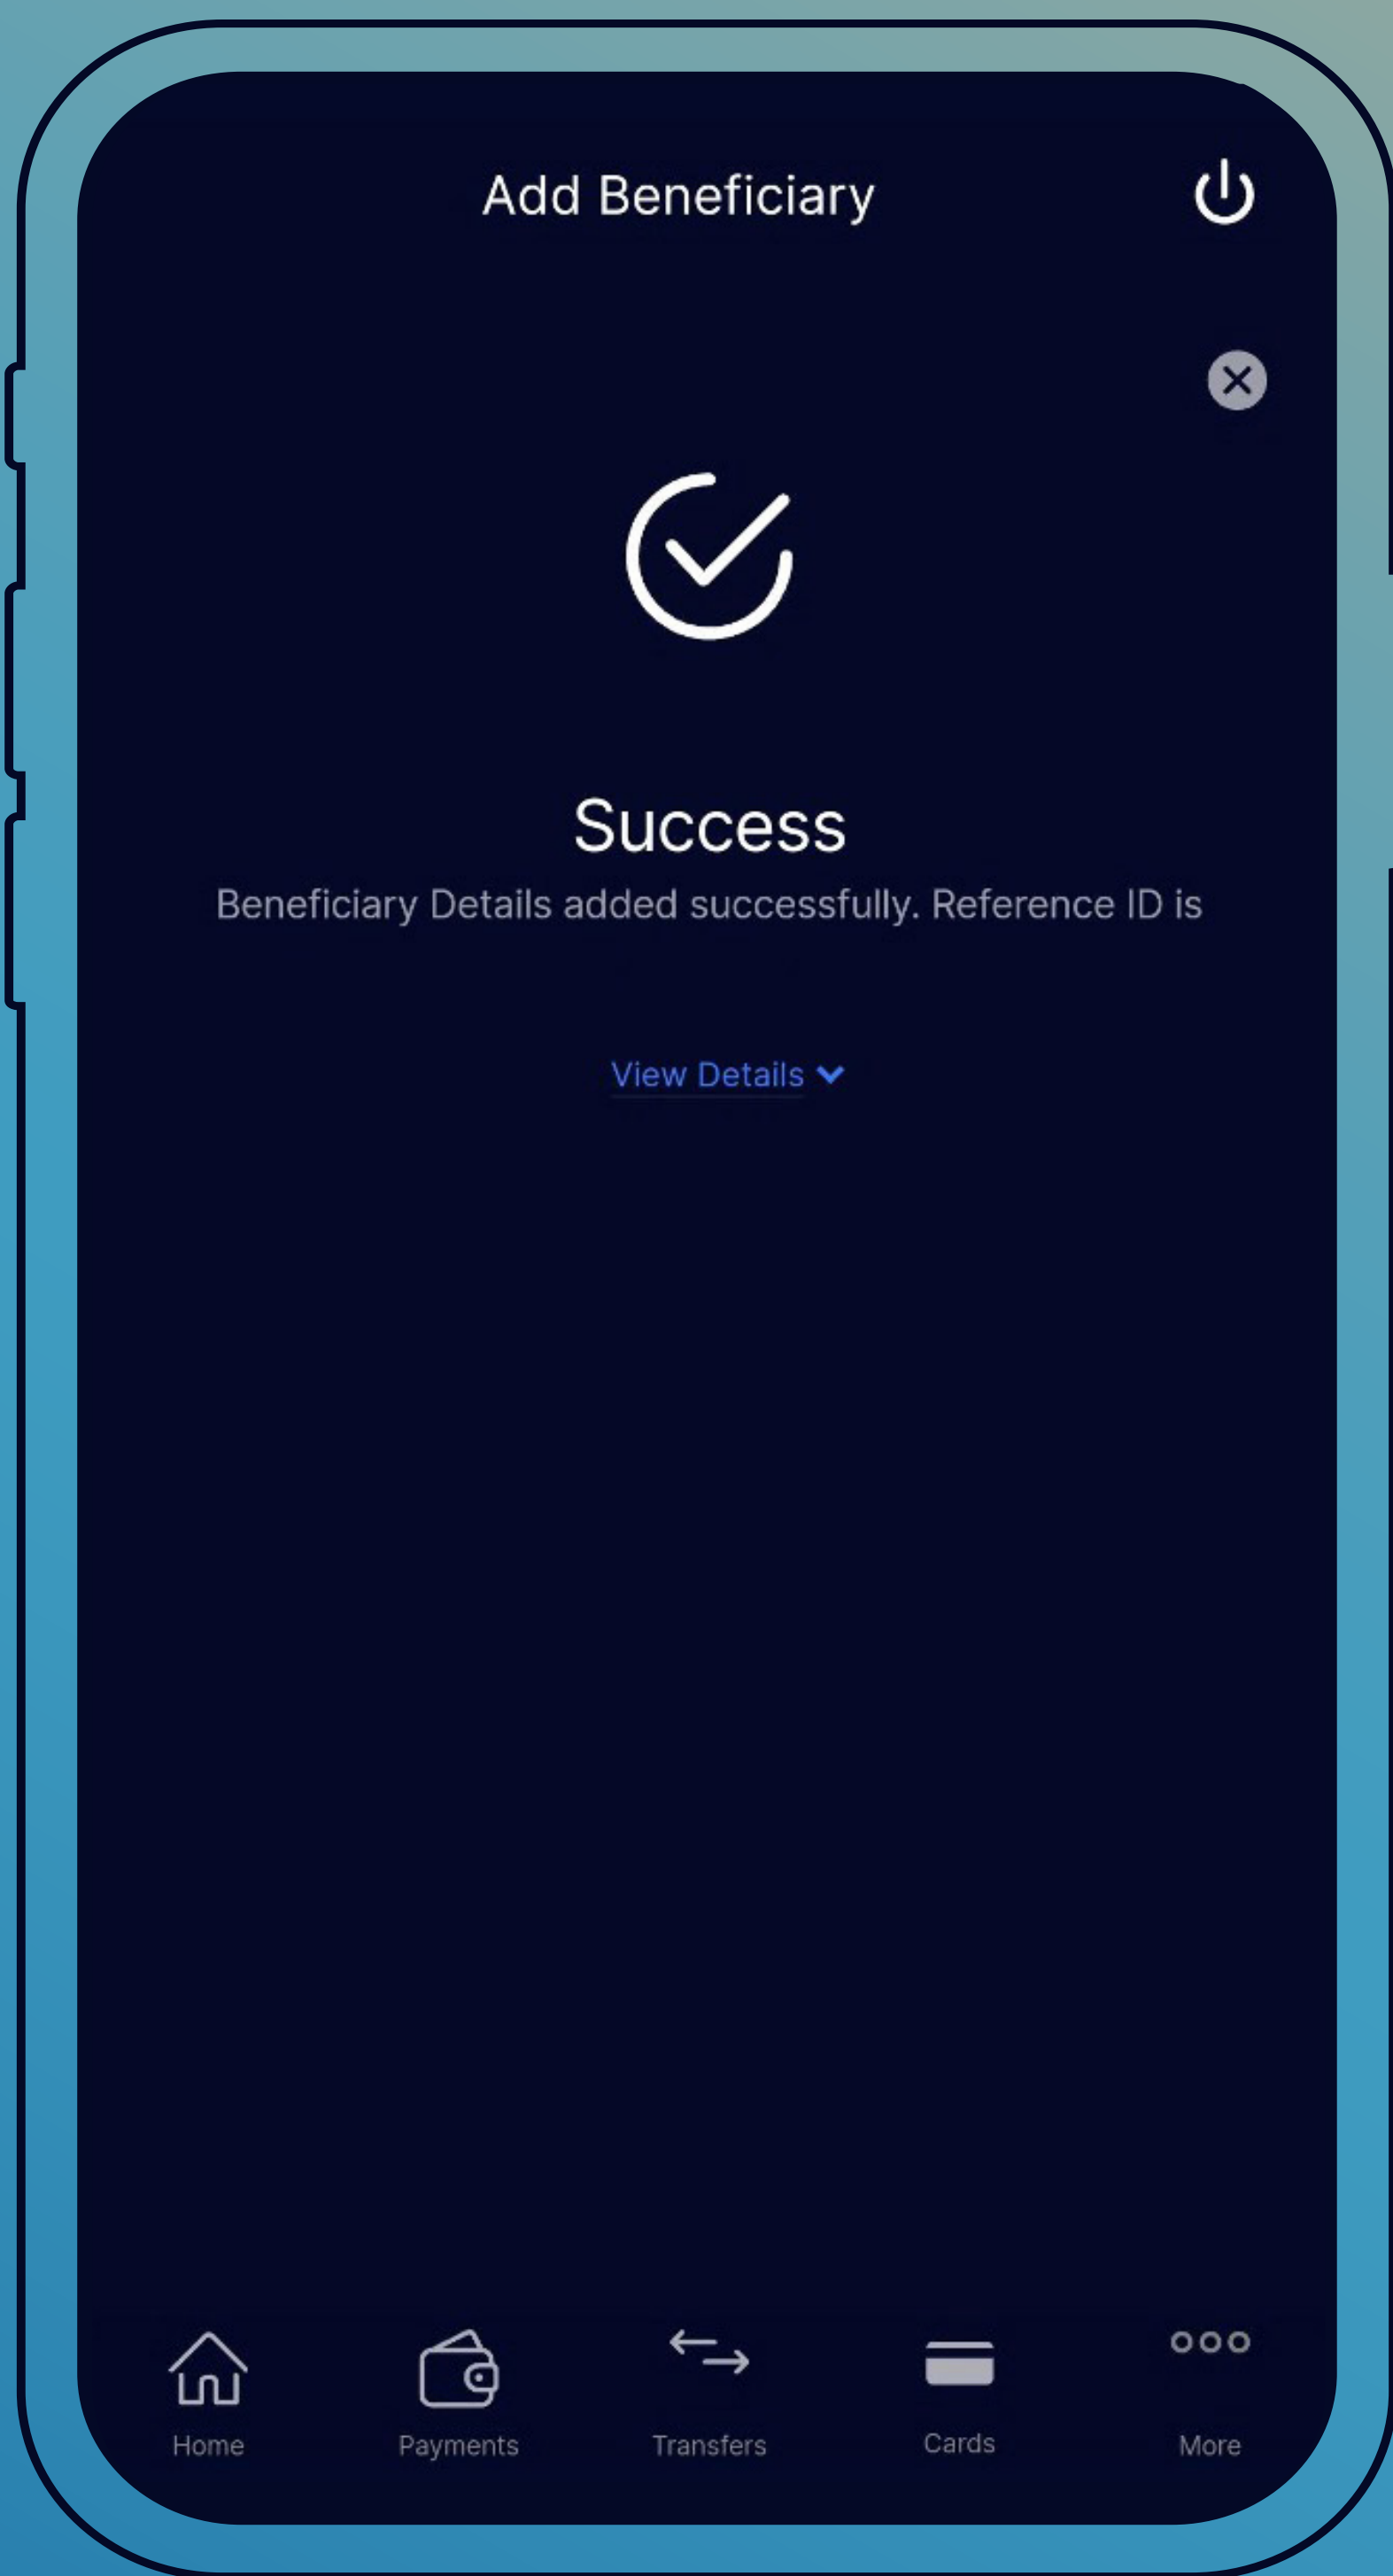 Add Beneficiary
Success
Beneficiary Details added successfully. Reference ID is
View Details
Home Payments Transfers Cards More